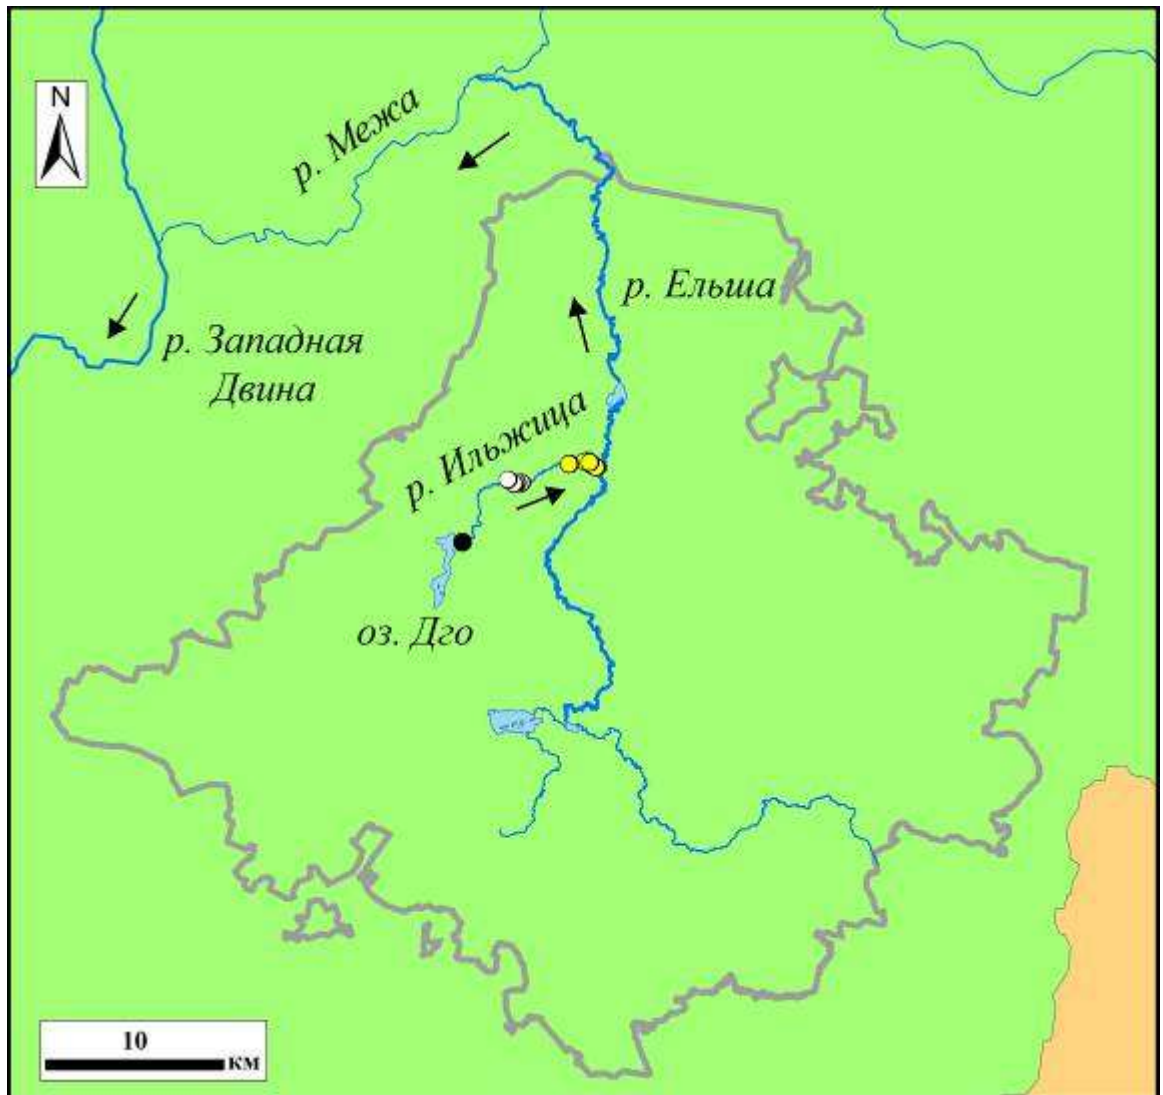 N
р. Межа
р. Ельша
р. Западная
Двина
р. Ильжица
оз. Дго
10
км